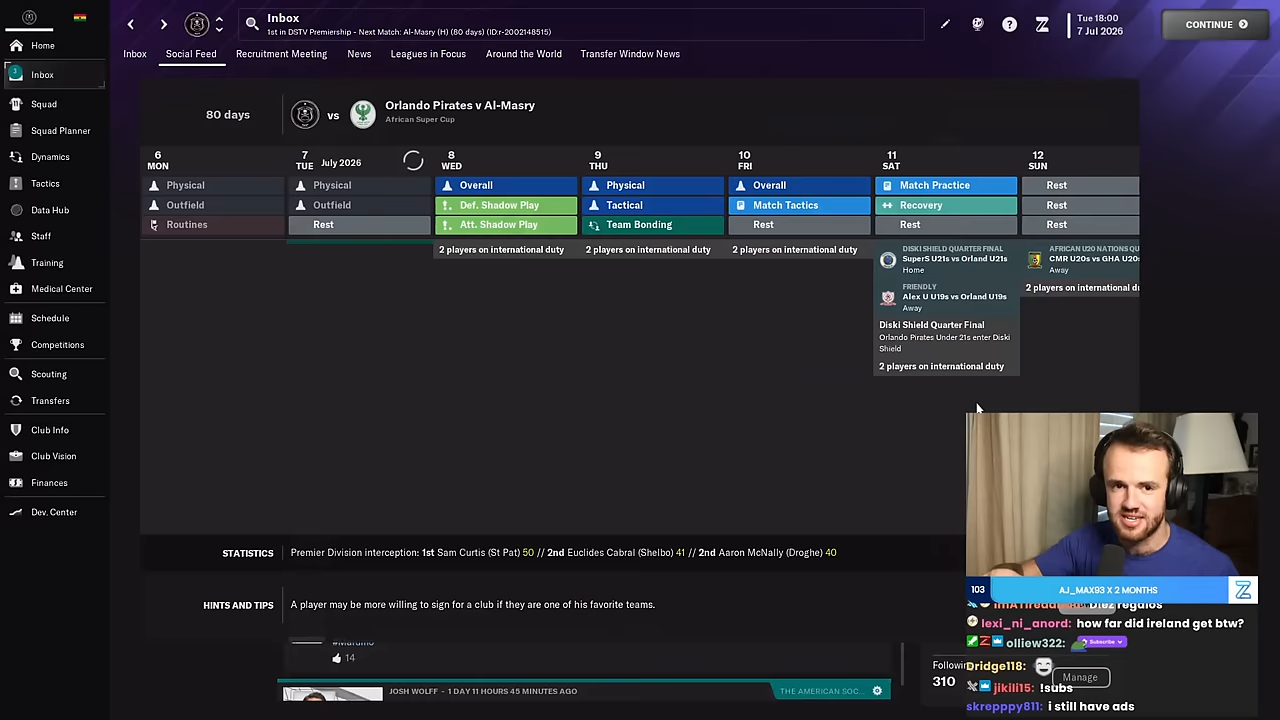 Inbox
1st in DSTV Premiership - Next Match: Al-Masry (H) (80 days) (ID:r-2002148515)
Tue 18:00
7 Jul 2026
CONTINUE
Home
3
Inbox
Squad
Squad Planner
Dynamics
Tactics
Data Hub
Staff
Training
Medical Center
Schedule
Competitions
Scouting
Transfers
Club Info
Club Vision
Finances
Dev. Center
Inbox
Social Feed
Recruitment Meeting
News
Leagues in Focus
Around the World
Transfer Window News
80 days
vs
Orlando Pirates v Al-Masry
African Super Cup
6
MON
7
TUE
July 2026
8
WED
9
THU
10
FRI
11
SAT
12
SUN
Physical
Physical
Overall
Physical
Overall
Match Practice
Rest
Outfield
Outfield
Def. Shadow Play
Tactical
Match Tactics
Recovery
Rest
Routines
Rest
Att. Shadow Play
Team Bonding
Rest
Rest
Rest
2 players on international duty
2 players on international duty
2 players on international duty
DISKI SHIELD QUARTER FINAL
SuperS U21s vs Orland U21s
Home
FRIENDLY
Alex U U19s vs Orland U19s
Away
Diski Shield Quarter Final
Orlando Pirates Under 21s enter Diski
Shield
2 players on international duty
AFRICAN U20 NATIONS QU
CMR U20s vs GHA U20s
Away
2 players on international du
STATISTICS
Premier Division interception: 1st Sam Curtis (St Pat) 50 // 2nd Euclides Cabral (Shelbo) 41 // 2nd Aaron McNally (Droghe) 40
HINTS AND TIPS
A player may be more willing to sign for a club if they are one of his favorite teams.
14
JOSH WOLFF - 1 DAY 11 HOURS 45 MINUTES AGO
THE AMERICAN SOC...
Followin
310
Manage
103
AJ_MAX93 X 2 MONTHS
Z
Diez regalos
lexi_ni_anord: how far did ireland get btw?
olliew322:
Subscribe
Dridge118:
jikili15: !subs
skrepppy811: i still have ads